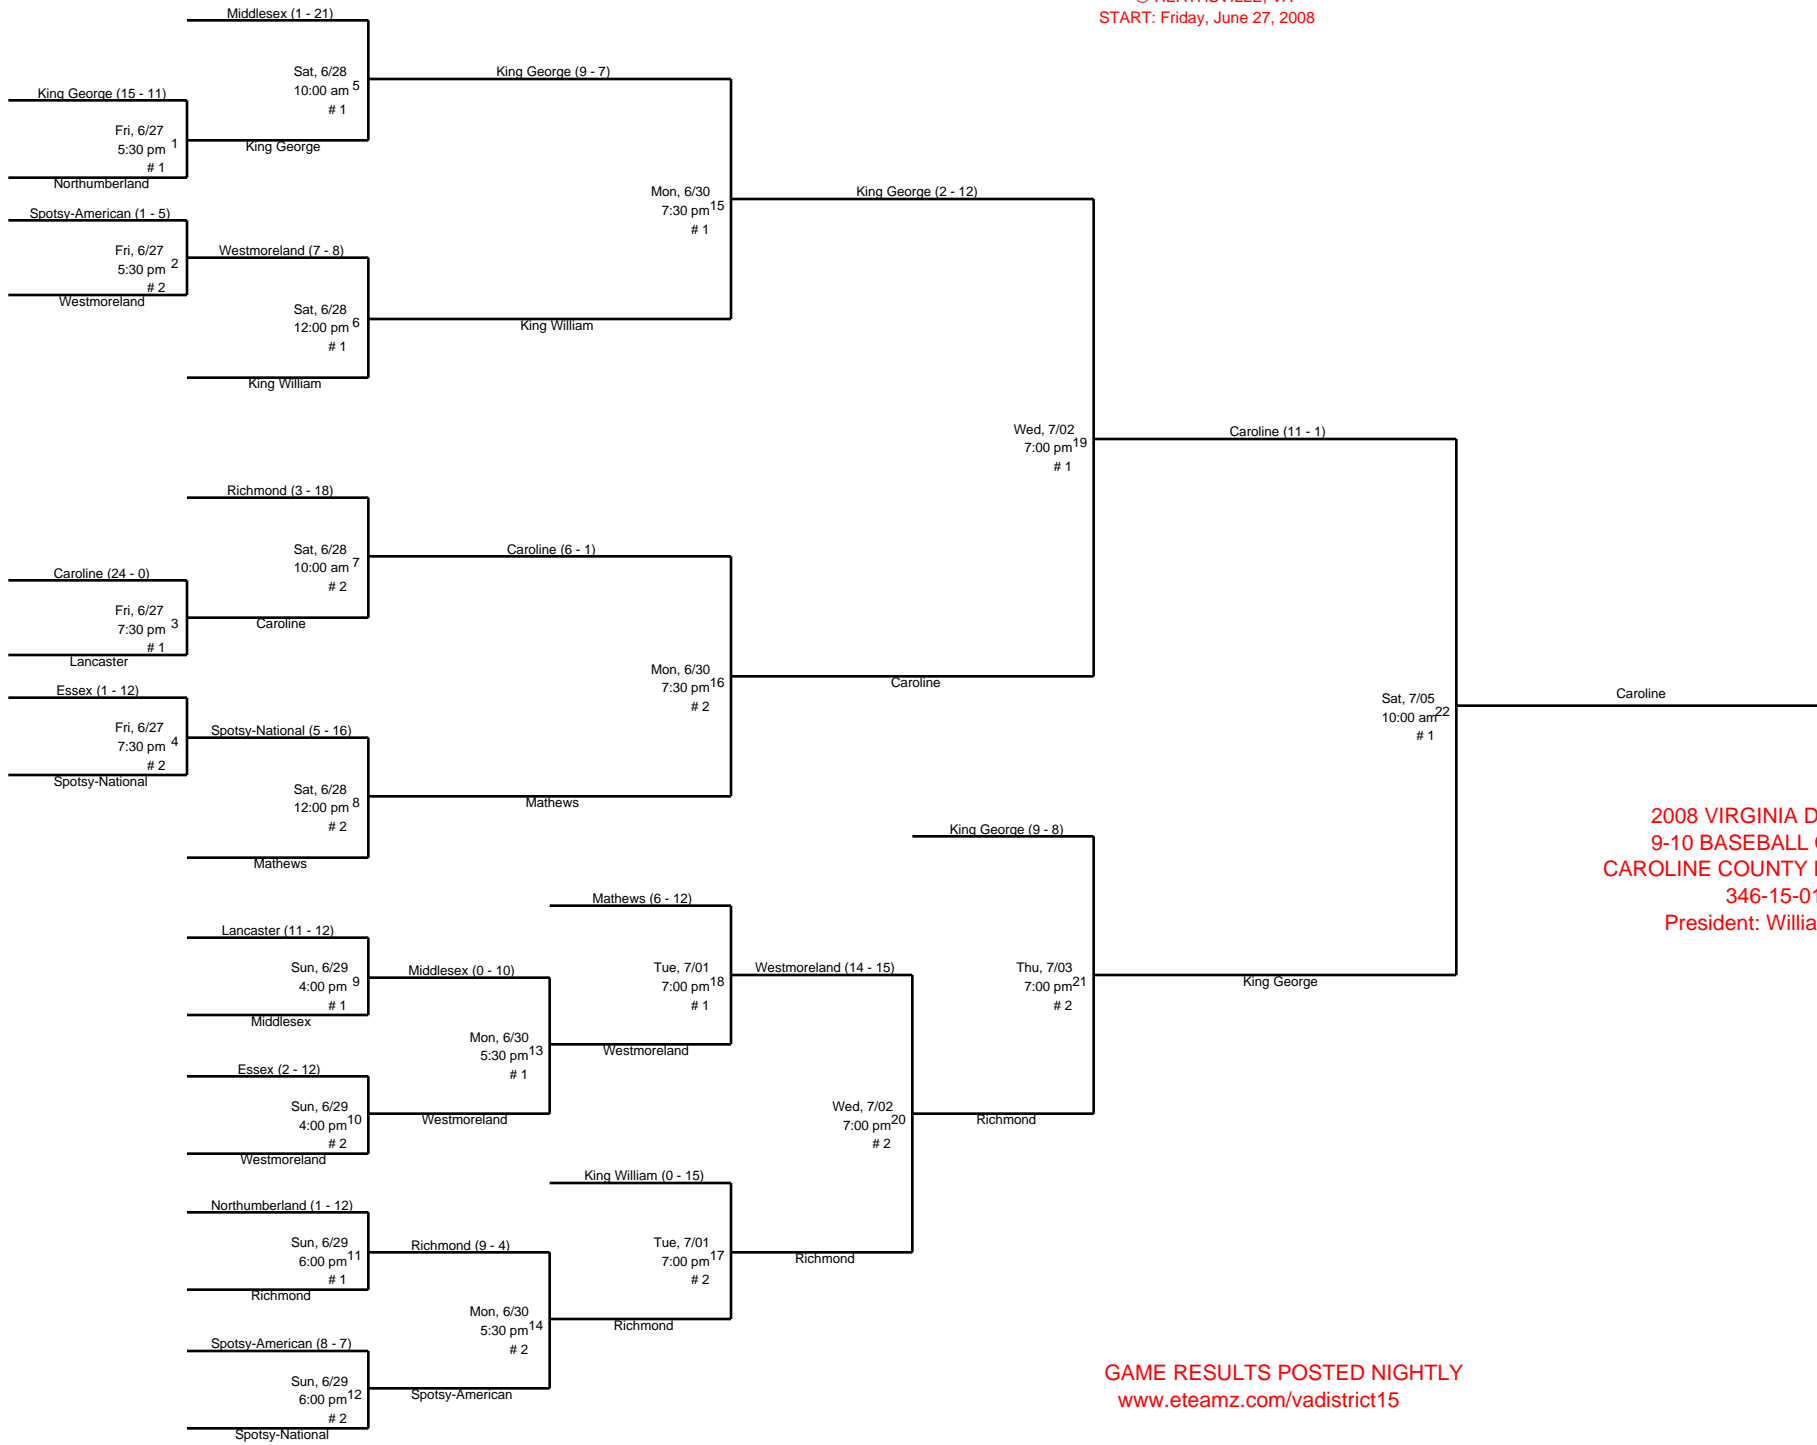 @ HEATHSVILLE, VA
START: Friday, June 27, 2008
Middlesex (1 - 21)
Sat, 6/28
10:00 am 5
# 1
King George (9 - 7)
King George (15 - 11)
Fri, 6/27
5:30 pm 1
# 1
King George
Northumberland
Mon, 6/30
7:30 pm 15
# 1
King George (2 - 12)
Spotsy-American (1 - 5)
Fri, 6/27
5:30 pm 2
# 2
Westmoreland (7 - 8)
Westmoreland
Sat, 6/28
12:00 pm 6
# 1
King William
King William
Wed, 7/02
7:00 pm 19
# 1
Caroline (11 - 1)
Richmond (3 - 18)
Sat, 6/28
10:00 am 7
# 2
Caroline (6 - 1)
Caroline (24 - 0)
Fri, 6/27
7:30 pm 3
# 1
Caroline
Lancaster
Mon, 6/30
7:30 pm 16
# 2
Caroline
Essex (1 - 12)
Fri, 6/27
7:30 pm 4
# 2
Spotsy-National (5 - 16)
Spotsy-National
Sat, 6/28
12:00 pm 8
# 2
Mathews
Mathews
Sat, 7/05
10:00 am 22
# 1
Caroline
2008 VIRGINIA D
9-10 BASEBALL
CAROLINE COUNTY
346-15-01
President: Willia
King George (9 - 8)
Mathews (6 - 12)
Lancaster (11 - 12)
Sun, 6/29
4:00 pm 9
# 1
Middlesex (0 - 10)
Middlesex
Tue, 7/01
7:00 pm 18
# 1
Westmoreland (14 - 15)
Thu, 7/03
7:00 pm 21
# 2
King George
Mon, 6/30
5:30 pm 13
# 1
Westmoreland
Essex (2 - 12)
Sun, 6/29
4:00 pm 10
# 2
Westmoreland
Westmoreland
Wed, 7/02
7:00 pm 20
# 2
Richmond
King William (0 - 15)
Northumberland (1 - 12)
Sun, 6/29
6:00 pm 11
# 1
Richmond (9 - 4)
Richmond
Tue, 7/01
7:00 pm 17
# 2
Richmond
Mon, 6/30
5:30 pm 14
# 2
Richmond
Spotsy-American (8 - 7)
Sun, 6/29
6:00 pm 12
# 2
Spotsy-American
Spotsy-National
GAME RESULTS POSTED NIGHTLY
www.eteamz.com/vadistrict15